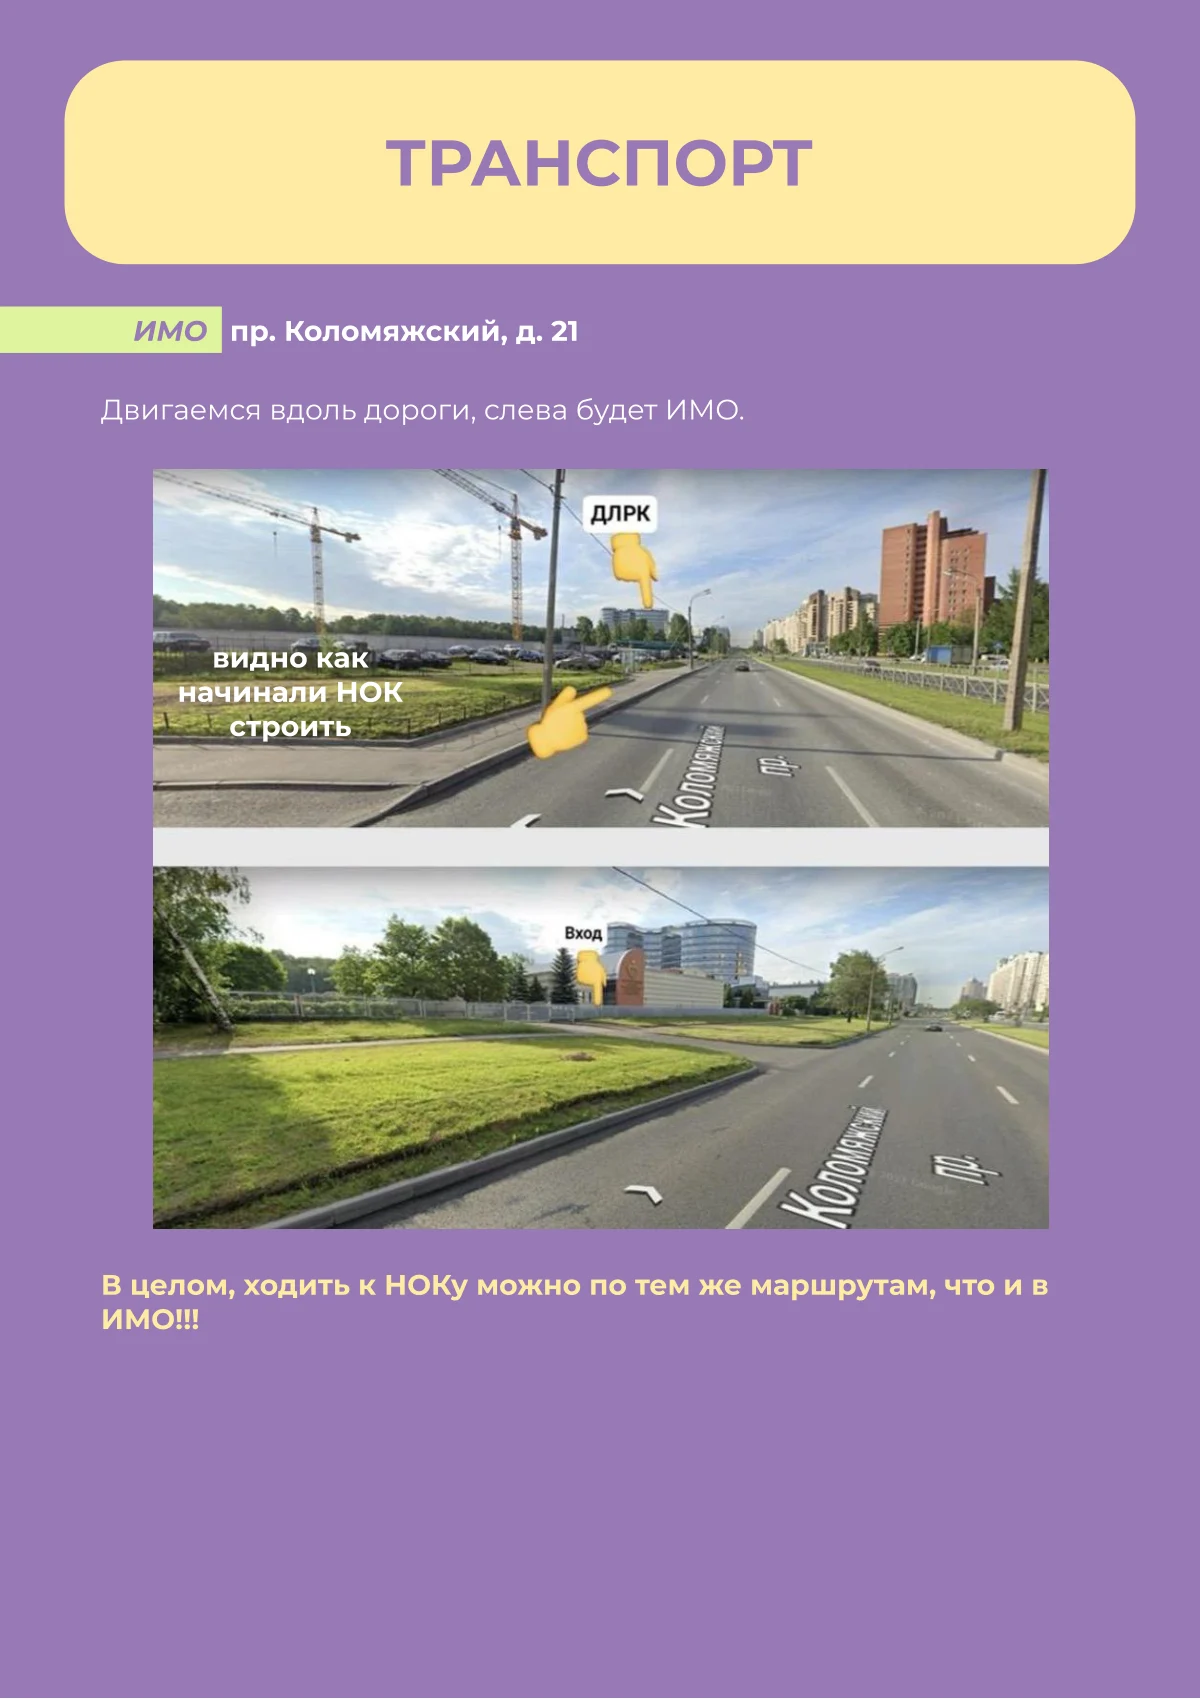 ТРАНСПОРТ
ИМО пр. Коломяжский, д. 21
Двигаемся вдоль дороги, слева будет ИМО.
ДЛРК
видно как
начинали НОК
строить
Коломяжский
пр.
Вход
Коломяжский
пр.
В целом, ходить к НОКу можно по тем же маршрутам, что и в
ИМО!!!